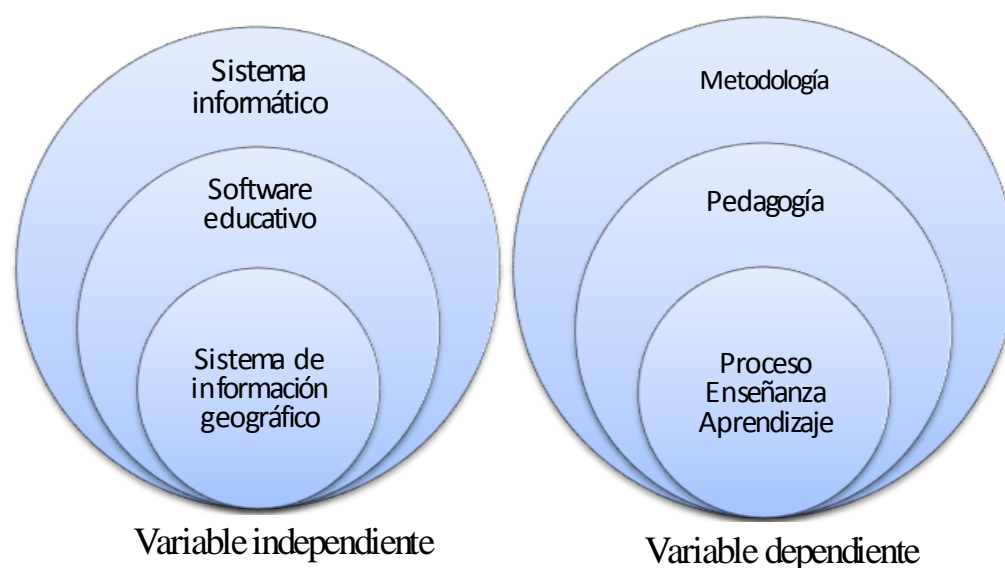 Sistema
informático
Software
educativo
Sistema de
información
geográfico
Variable independiente
Metodología
Pedagogía
Proceso
Enseñanza
Aprendizaje
Variable dependiente